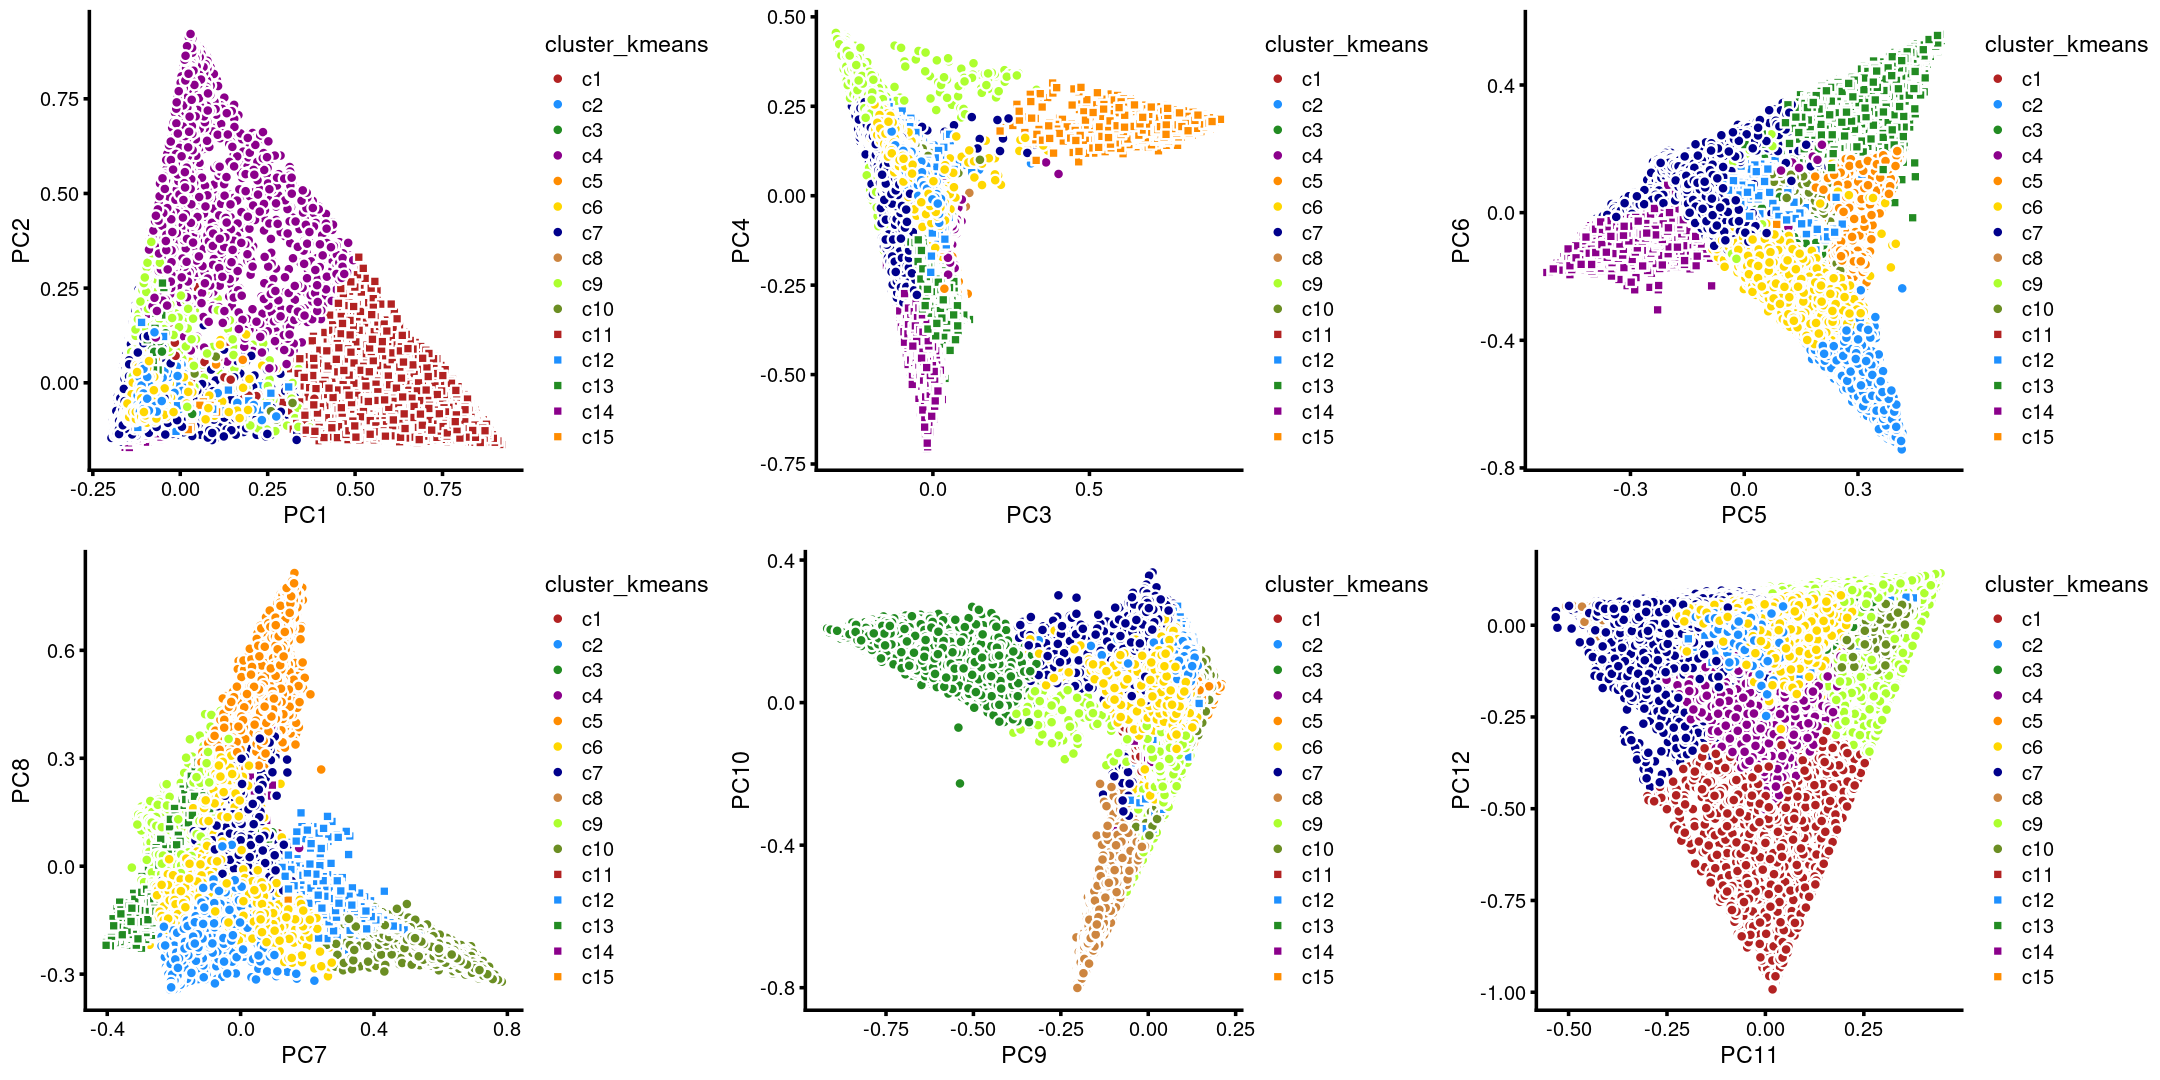 cluster_kmeans
c1
c2
c3
c4
c5
c6
c7
c8
c9
c10
c11
c12
c13
c14
c15
0.75
0.50
0.25
0.00
PC2
-0.25 0.00 0.25 0.50 0.75
PC1
cluster_kmeans
c1
c2
c3
c4
c5
c6
c7
c8
c9
c10
c11
c12
c13
c14
c15
0.50
0.25
0.00
-0.25
-0.50
-0.75
PC4
0.0 0.5
PC3
cluster_kmeans
c1
c2
c3
c4
c5
c6
c7
c8
c9
c10
c11
c12
c13
c14
c15
0.4
0.0
-0.4
-0.8
PC6
-0.3 0.0 0.3
PC5
cluster_kmeans
c1
c2
c3
c4
c5
c6
c7
c8
c9
c10
c11
c12
c13
c14
c15
0.6
0.3
0.0
-0.3
PC8
-0.4 0.0 0.4 0.8
PC7
cluster_kmeans
c1
c2
c3
c4
c5
c6
c7
c8
c9
c10
c11
c12
c13
c14
c15
0.4
0.0
-0.4
-0.8
PC10
-0.75 -0.50 -0.25 0.00 0.25
PC9
cluster_kmeans
c1
c2
c3
c4
c5
c6
c7
c8
c9
c10
c11
c12
c13
c14
c15
0.00
-0.25
-0.50
-0.75
-1.00
PC12
-0.50 -0.25 0.00 0.25
PC11